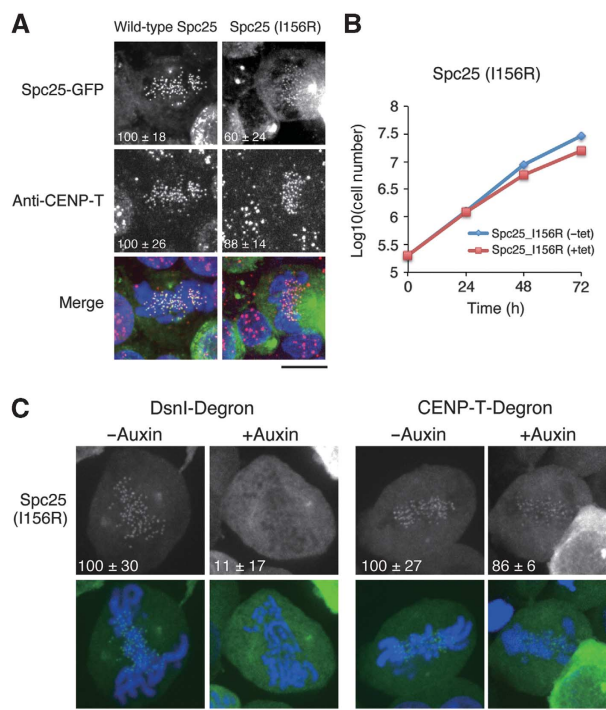 A
Wild-type Spc25
Spc25 (I156R)
Spc25-GFP
100 ± 18
60 ± 24
Anti-CENP-T
100 ± 26
88 ± 14
Merge
B
Spc25 (I156R)
Log10(cell number)
8
7.5
7
6.5
6
5.5
5
0
24
48
72
Time (h)
Spc25_I156R (−tet)
Spc25_I156R (+tet)
C
DsnI-Degron
CENP-T-Degron
−Auxin
+Auxin
−Auxin
+Auxin
Spc25
(I156R)
100 ± 30
11 ± 17
100 ± 27
86 ± 6